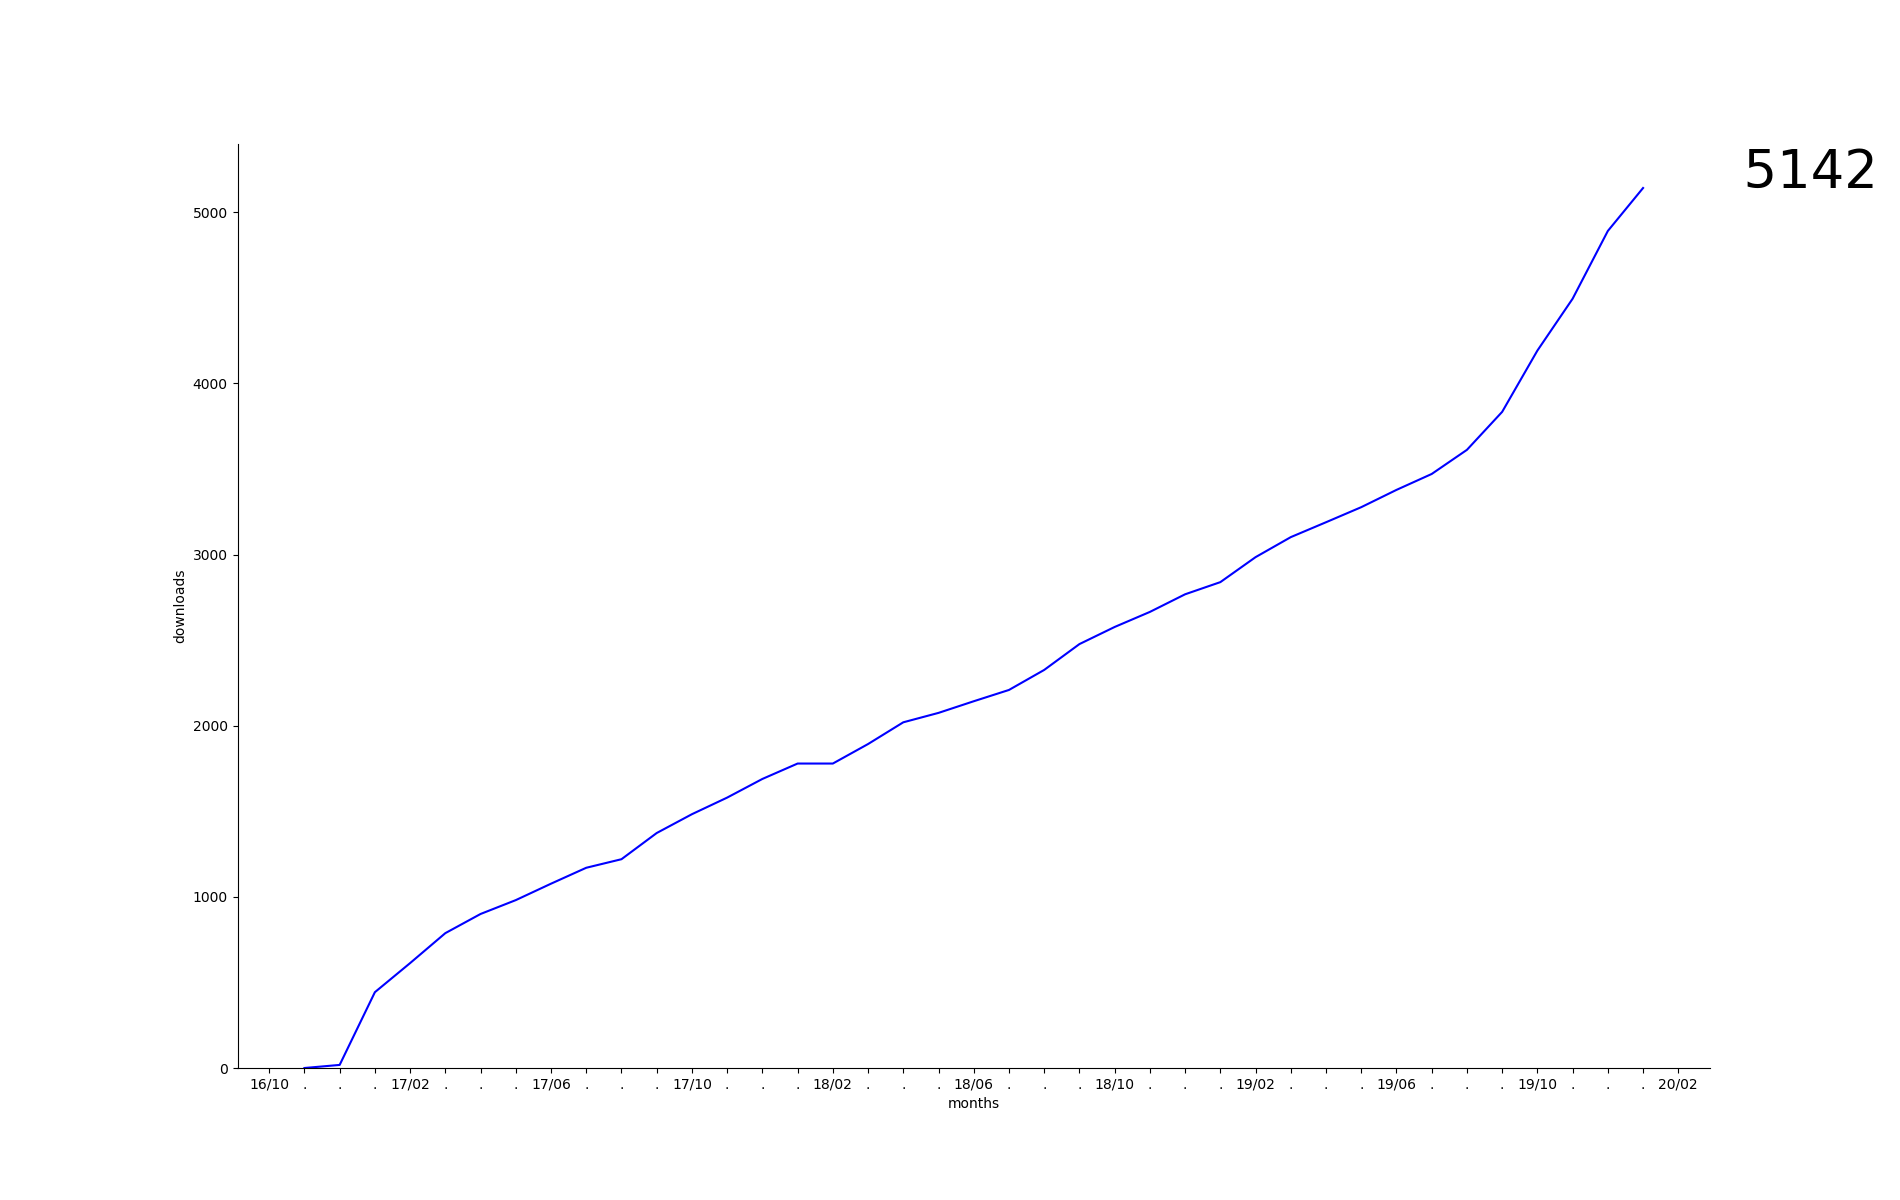 5142
5000
4000
3000
2000
1000
0
downloads
16/10 . . . 17/02 . . . 17/06 . . . 17/10 . . . 18/02 . . . 18/06 . . . 18/10 . . . 19/02 . . . 19/06 . . . 19/10 . . . 20/02
months